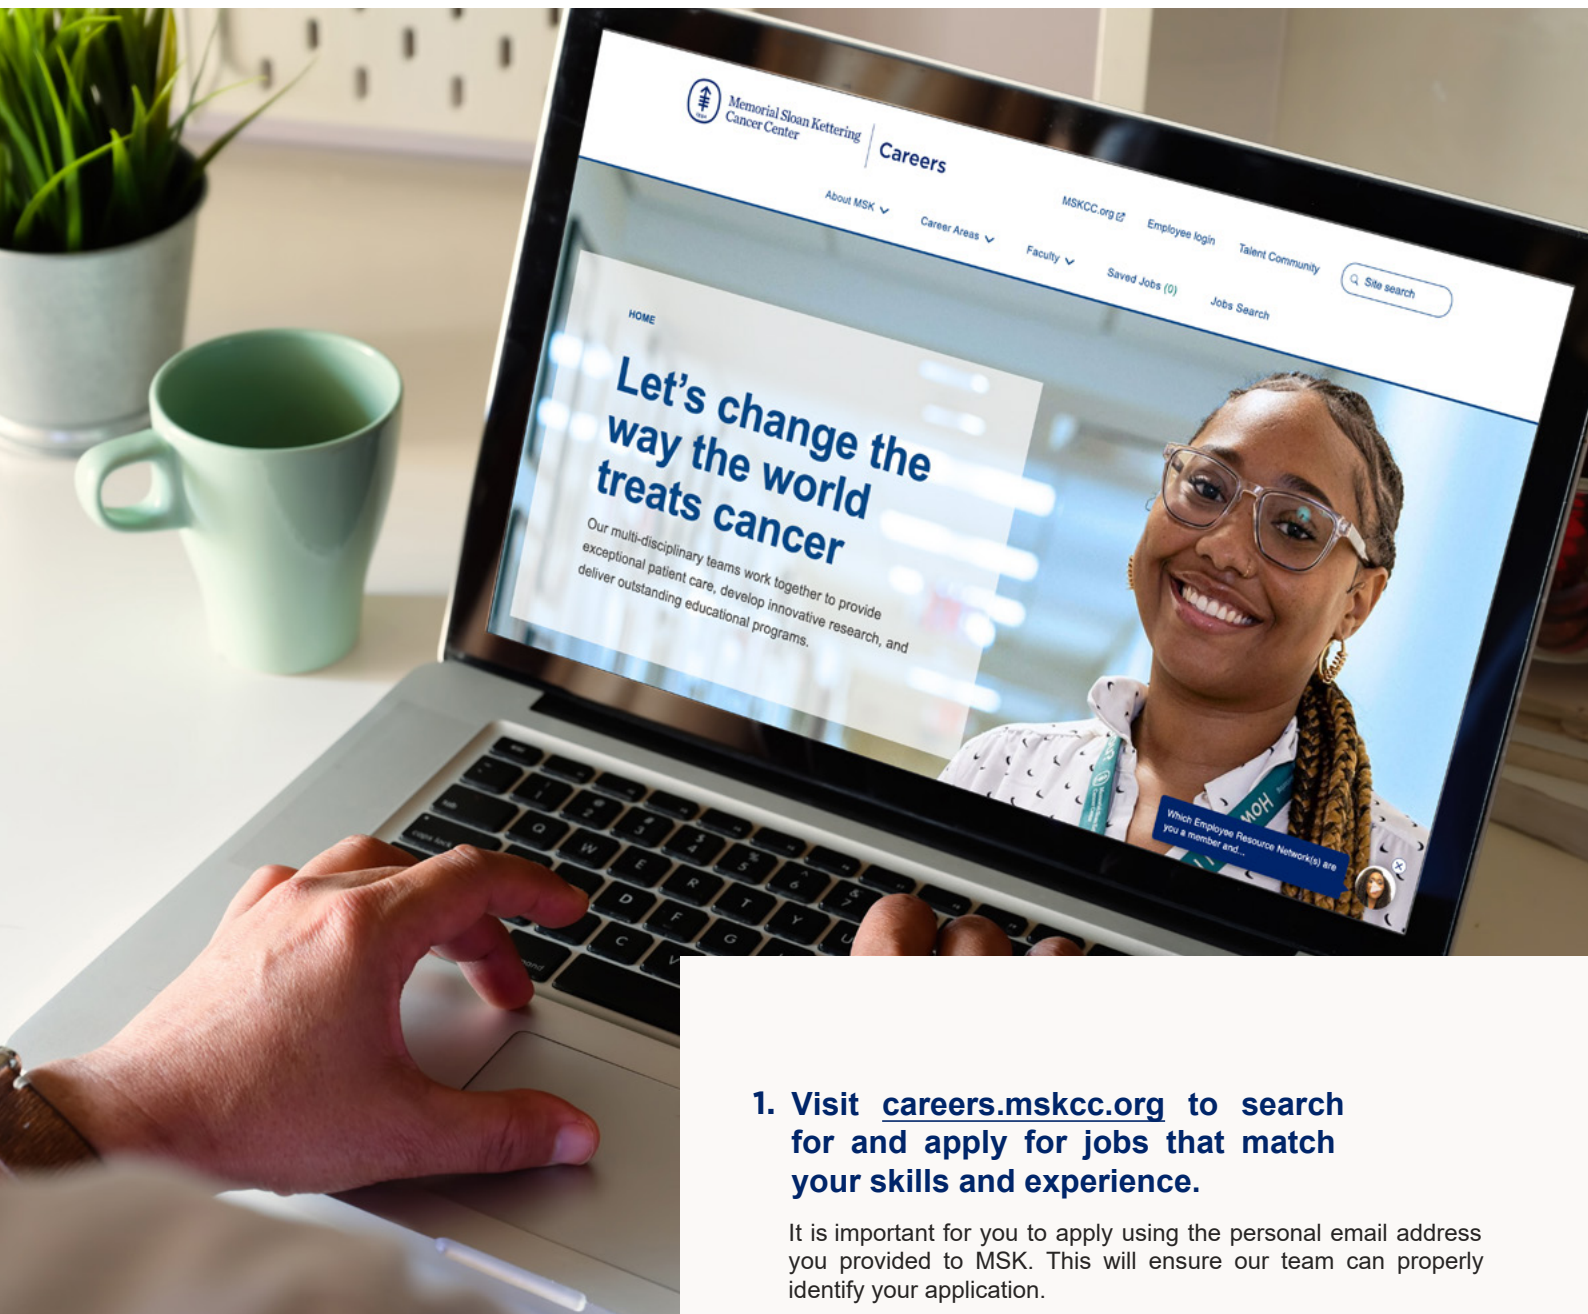 Memorial Sloan Kettering
Cancer Center
Careers
MSKCC.org
Employee login
Talent Community
Site search
About MSK
Career Areas
Faculty
Saved Jobs (0)
Jobs Search
HOME
Let's change the
way the world
treats cancer
Our multi-disciplinary teams work together to provide
exceptional patient care, develop innovative research, and
deliver outstanding educational programs.
Which Employee Resource Network(s) are
you a member and...
tab
caps lock
Q
W
E
R
T
Y
U
D
F
G
C
V
1. Visit careers.mskcc.org to search
for and apply for jobs that match
your skills and experience.
It is important for you to apply using the personal email address
you provided to MSK. This will ensure our team can properly
identify your application.